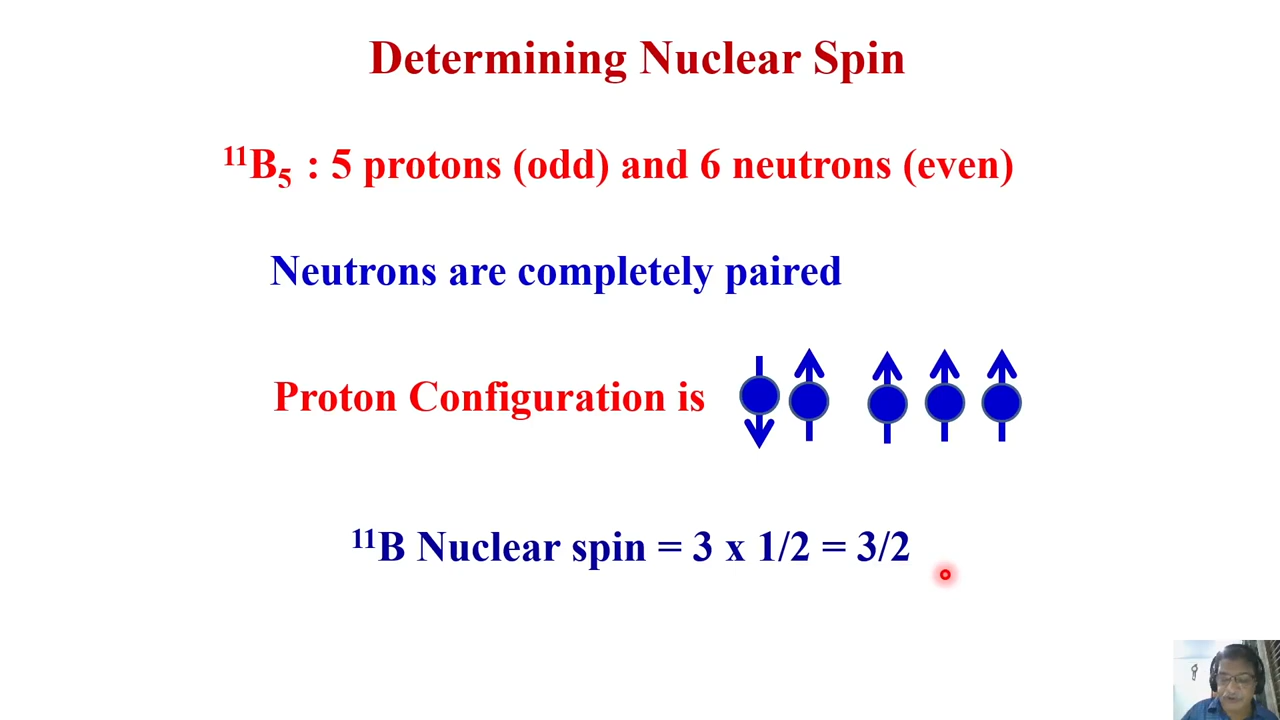 Determining Nuclear Spin
¹¹B₅ : 5 protons (odd) and 6 neutrons (even)
Neutrons are completely paired
Proton Configuration is
¹¹B Nuclear spin = 3 x 1/2 = 3/2